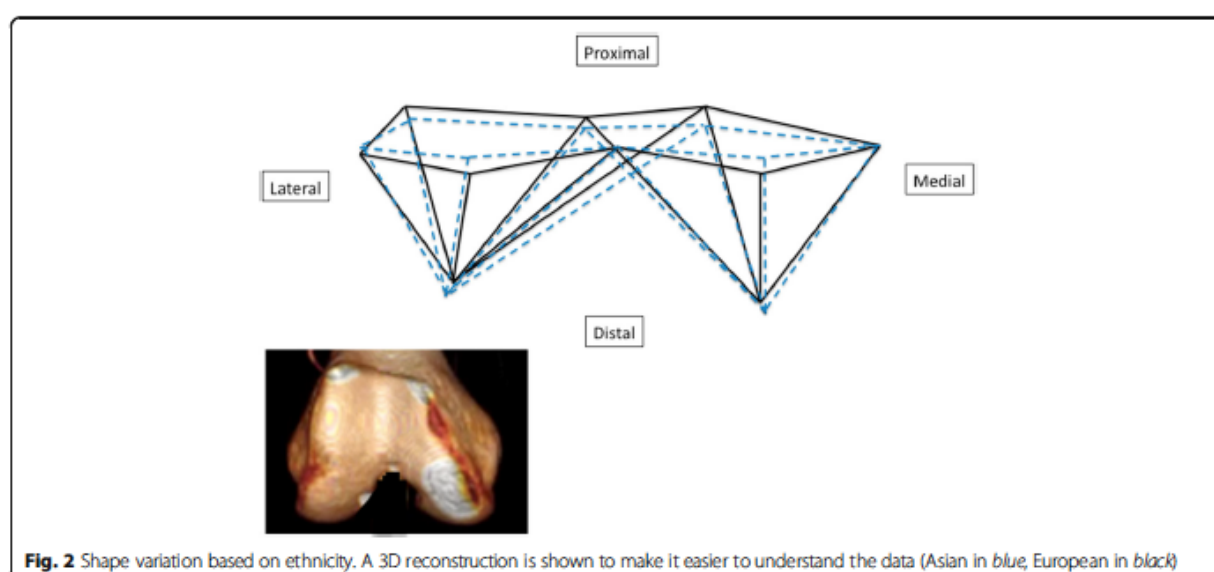 Proximal
Lateral
Medial
Distal
Fig. 2 Shape variation based on ethnicity. A 3D reconstruction is shown to make it easier to understand the data (Asian in blue, European in black)